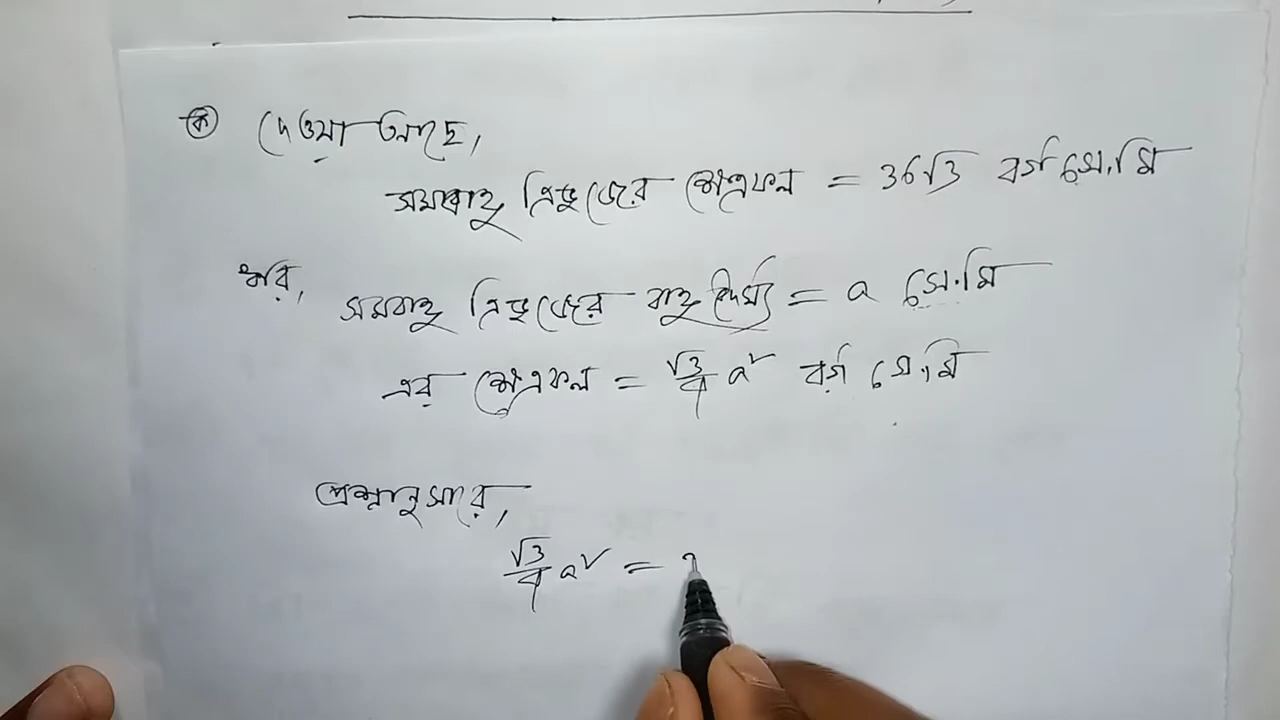 ক দেওয়া আছে,
সমবাহু ত্রিভুজের ক্ষেত্রফল = 36√3 বর্গ সে.মি
ধরি,
সমবাহু ত্রিভুজের বাহু দৈর্ঘ্য = a সে.মি
এর ক্ষেত্রফল = √3/4 a² বর্গ সে.মি
প্রশ্নানুসারে,
√3/4 a² =